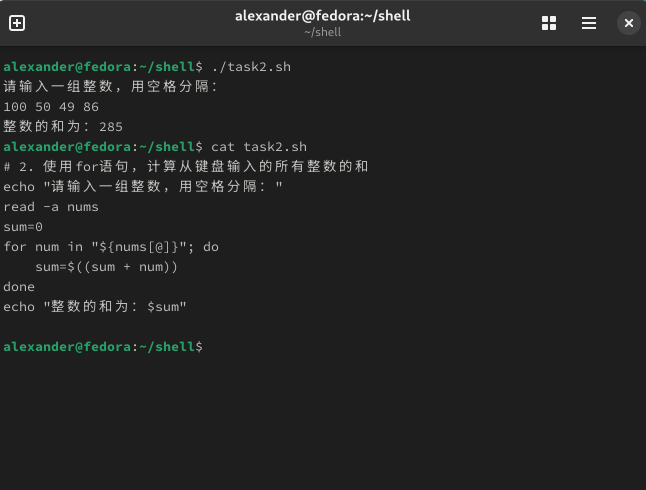 alexander@fedora:~/shell
~/shell
alexander@fedora:~/shell$ ./task2.sh
请输入一组整数，用空格分隔：
100 50 49 86
整数的和为：285
alexander@fedora:~/shell$ cat task2.sh
# 2. 使用for语句，计算从键盘输入的所有整数的和
echo "请输入一组整数，用空格分隔："
read -a nums
sum=0
for num in "${nums[@]}"; do
    sum=$((sum + num))
done
echo "整数的和为：$sum"
alexander@fedora:~/shell$